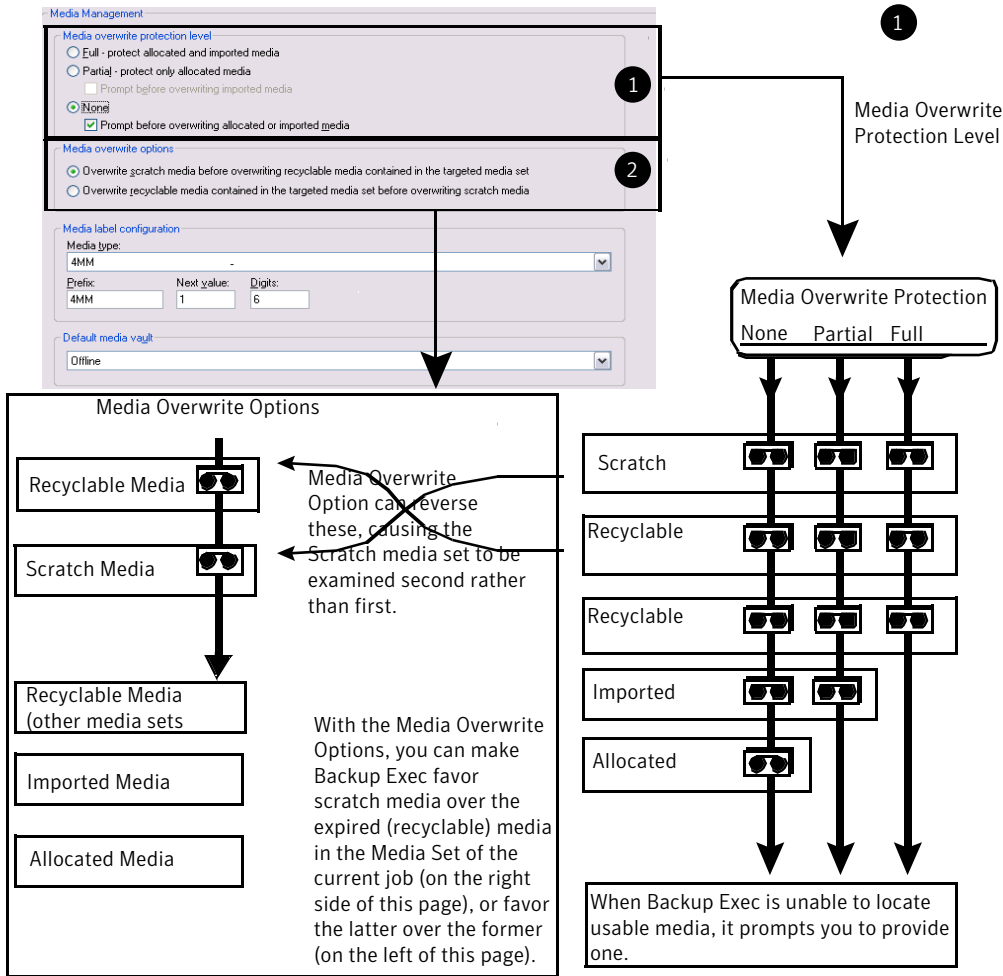 Media Management
Media overwrite protection level
Full - protect allocated and imported media
Partial - protect only allocated media
Prompt before overwriting imported media
None
Prompt before overwriting allocated or imported media
1
Media overwrite options
Overwrite scratch media before overwriting recyclable media contained in the targeted media set
Overwrite recyclable media contained in the targeted media set before overwriting scratch media
2
Media label configuration
Media type:
4MM
Prefix:
Next value:
Digits:
4MM
1
6
Default media vault
Offline
1
Media Overwrite
Protection Level
Media Overwrite Protection
None Partial Full
Scratch
Recyclable
Recyclable
Imported
Allocated
When Backup Exec is unable to locate
usable media, it prompts you to provide
one.
Media Overwrite Options
Recyclable Media
Scratch Media
Recyclable Media
(other media sets
Imported Media
Allocated Media
Media Overwrite
Option can reverse
these, causing the
Scratch media set to be
examined second rather
than first.
With the Media Overwrite
Options, you can make
Backup Exec favor
scratch media over the
expired (recyclable) media
in the Media Set of the
current job (on the right
side of this page), or favor
the latter over the former
(on the left of this page).